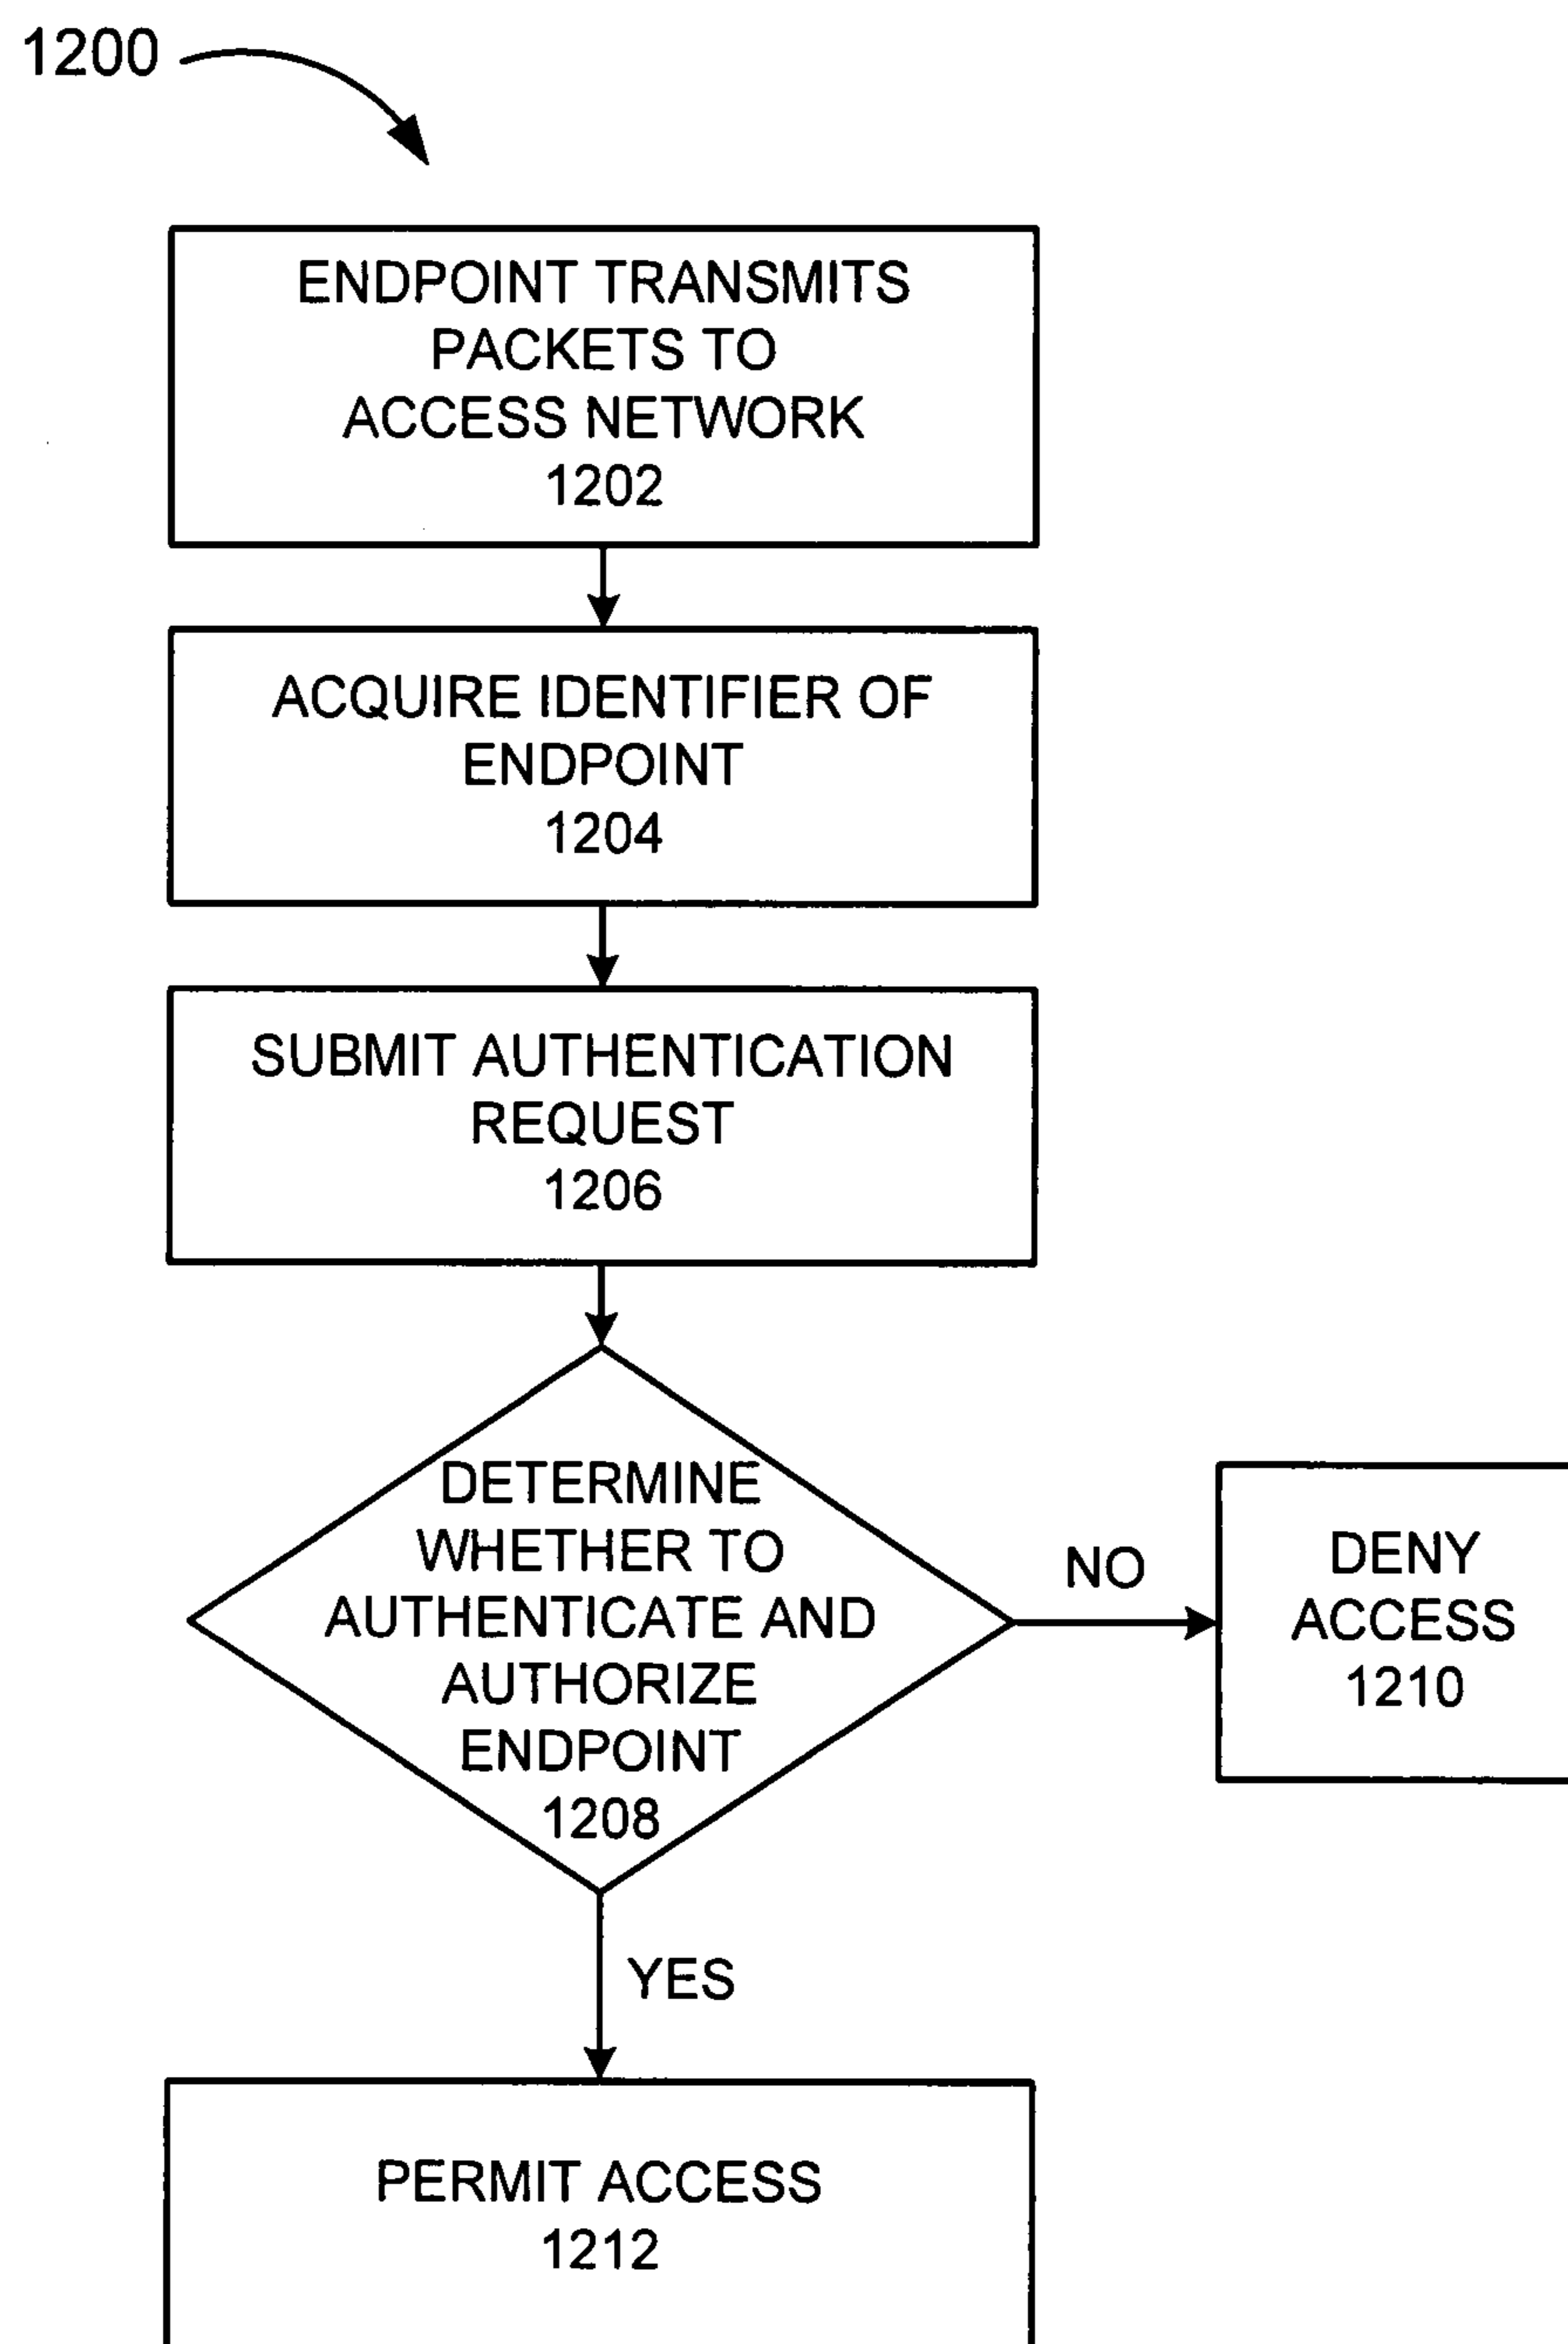 1200
ENDPOINT TRANSMITS
PACKETS TO
ACCESS NETWORK
1202
ACQUIRE IDENTIFIER OF
ENDPOINT
1204
SUBMIT AUTHENTICATION
REQUEST
1206
DETERMINE
WHETHER TO
AUTHENTICATE AND
AUTHORIZE
ENDPOINT
1208
NO
DENY
ACCESS
1210
YES
PERMIT ACCESS
1212